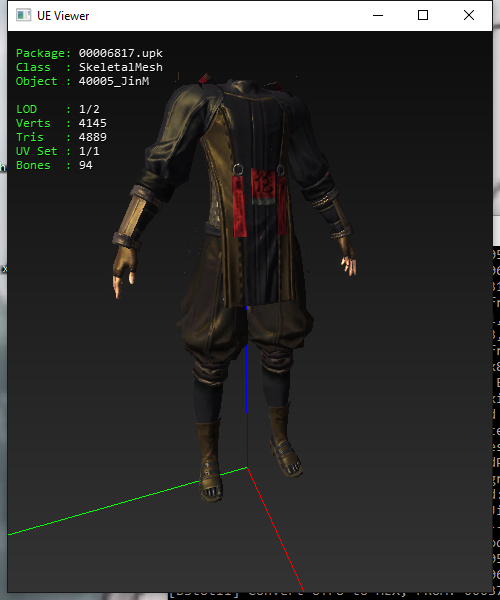 UE Viewer
Package: 00006817.upk
Class : SkeletalMesh
Object : 40005_JinM
LOD : 1/2
Verts : 4145
Tris : 4889
UV Set : 1/1
Bones : 94